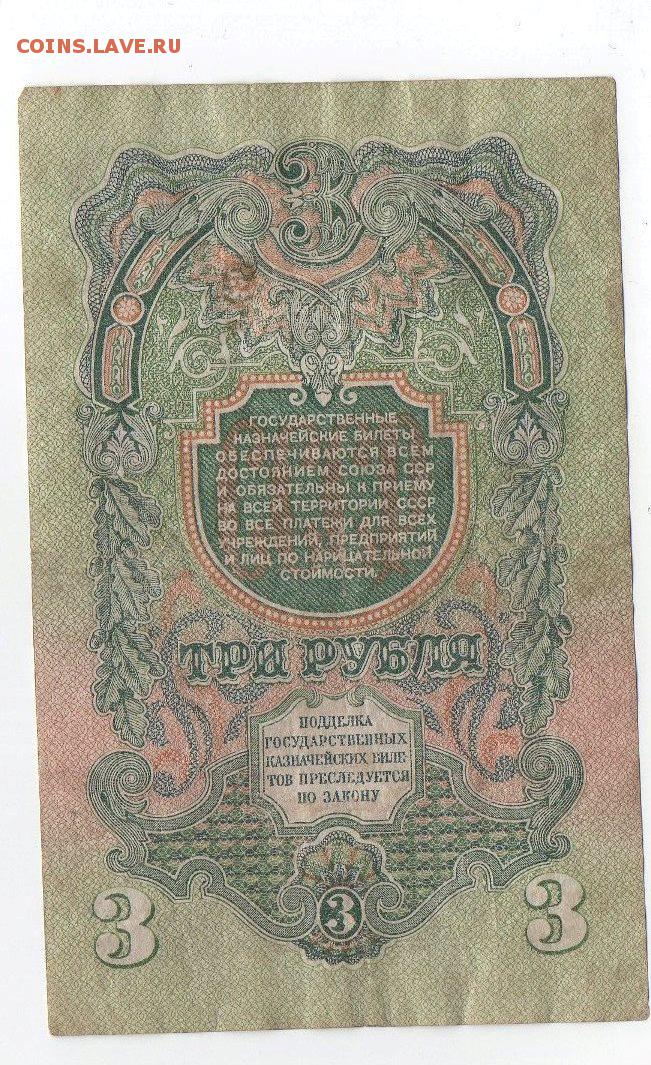 COINS.LAVE.RU
3
ГОСУДАРСТВЕННЫЕ
КАЗНАЧЕЙСКИЕ БИЛЕТЫ
ОБЕСПЕЧИВАЮТСЯ ВСЕМ
ДОСТОЯНИЕМ СОЮЗА ССР
И ОБЯЗАТЕЛЬНЫ К ПРИЕМУ
НА ВСЕЙ ТЕРРИТОРИИ СССР
ВО ВСЕ ПЛАТЕЖИ ДЛЯ ВСЕХ
УЧРЕЖДЕНИЙ, ПРЕДПРИЯТИЙ
И ЛИЦ ПО НАРИЦАТЕЛЬНОЙ
СТОИМОСТИ.
ТРИ РУБЛЯ
ПОДДЕЛКА
ГОСУДАРСТВЕННЫХ
КАЗНАЧЕЙСКИХ БИЛЕ-
ТОВ ПРЕСЛЕДУЕТСЯ
ПО ЗАКОНУ
3 3 3